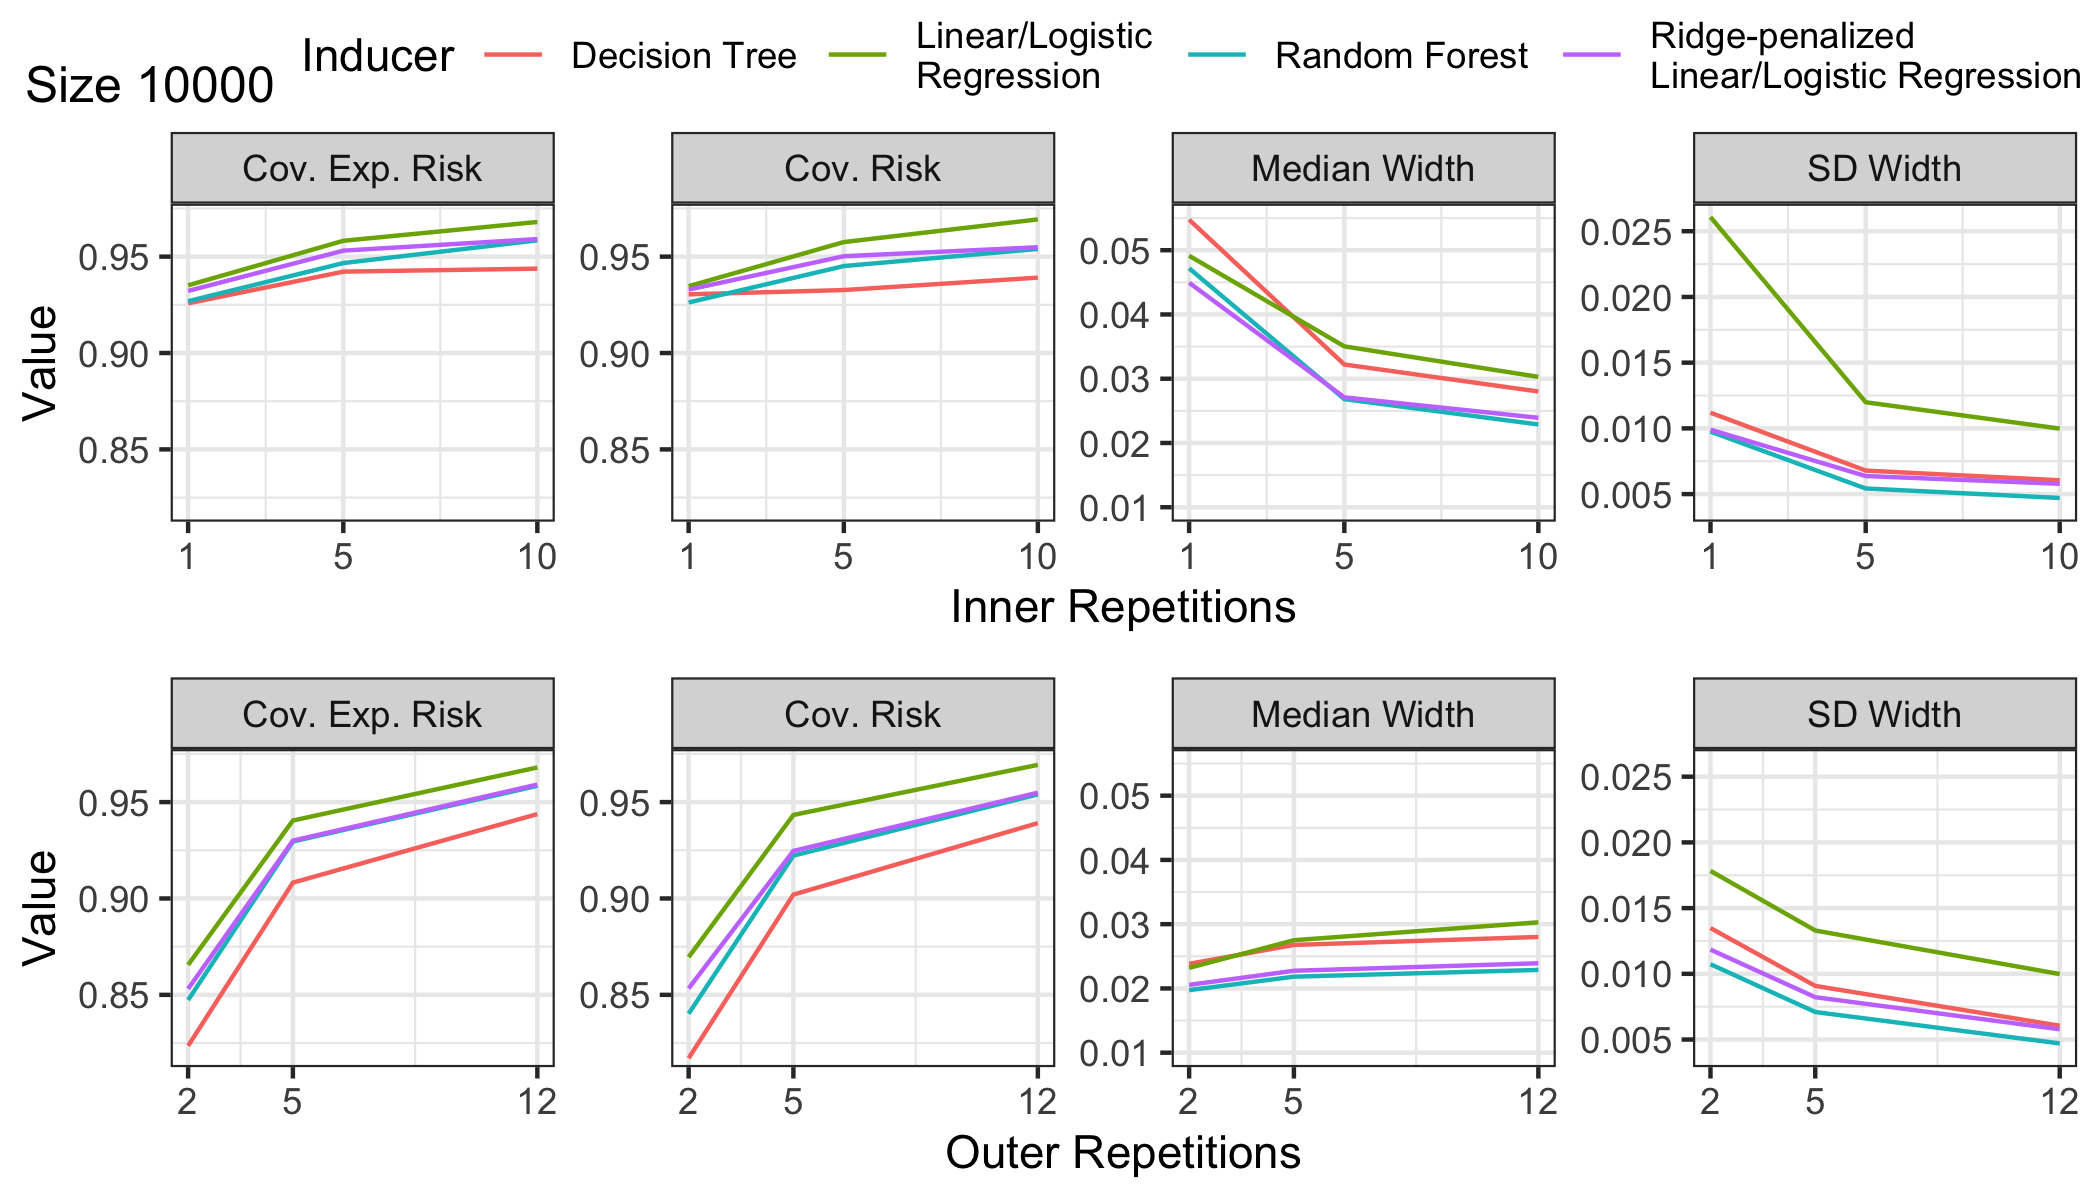 Size 10000
Inducer
Decision Tree
Linear/Logistic
Regression
Random Forest
Ridge-penalized
Linear/Logistic Regression
Cov. Exp. Risk
Cov. Risk
Median Width
SD Width
Value
0.95
0.90
0.85
1
5
10
0.95
0.90
0.85
1
5
10
0.05
0.04
0.03
0.02
0.01
1
5
10
0.025
0.020
0.015
0.010
0.005
1
5
10
Inner Repetitions
Cov. Exp. Risk
Cov. Risk
Median Width
SD Width
Value
0.95
0.90
0.85
2
5
12
0.95
0.90
0.85
2
5
12
0.05
0.04
0.03
0.02
0.01
2
5
12
0.025
0.020
0.015
0.010
0.005
2
5
12
Outer Repetitions